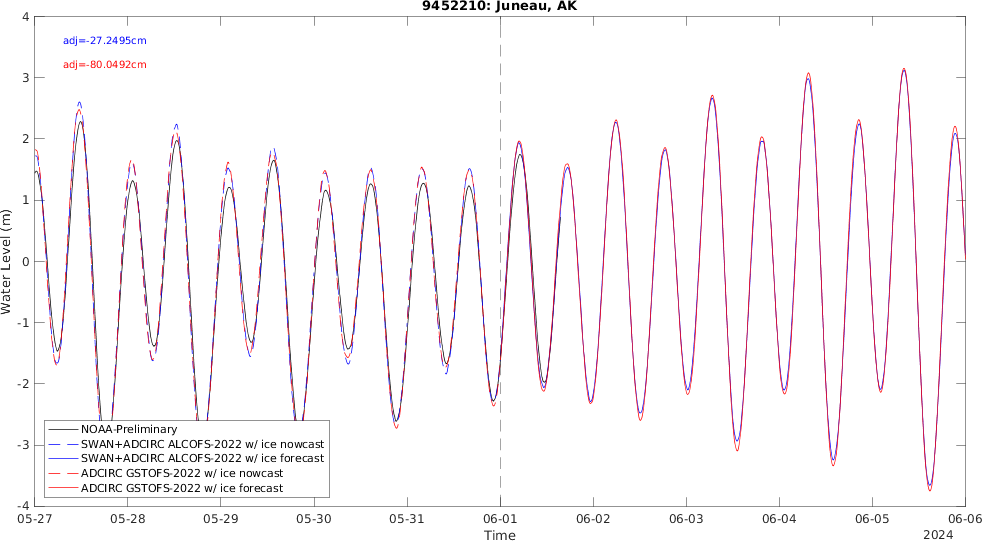 9452210: Juneau, AK
adj=-27.2495cm
adj=-80.0492cm
4
3
2
1
0
-1
-2
-3
-4
Water Level (m)
NOAA-Preliminary
SWAN+ADCIRC ALCOFS-2022 w/ ice nowcast
SWAN+ADCIRC ALCOFS-2022 w/ ice forecast
ADCIRC GSTOFS-2022 w/ ice nowcast
ADCIRC GSTOFS-2022 w/ ice forecast
05-27 05-28 05-29 05-30 05-31 06-01 06-02 06-03 06-04 06-05 06-06
Time
2024